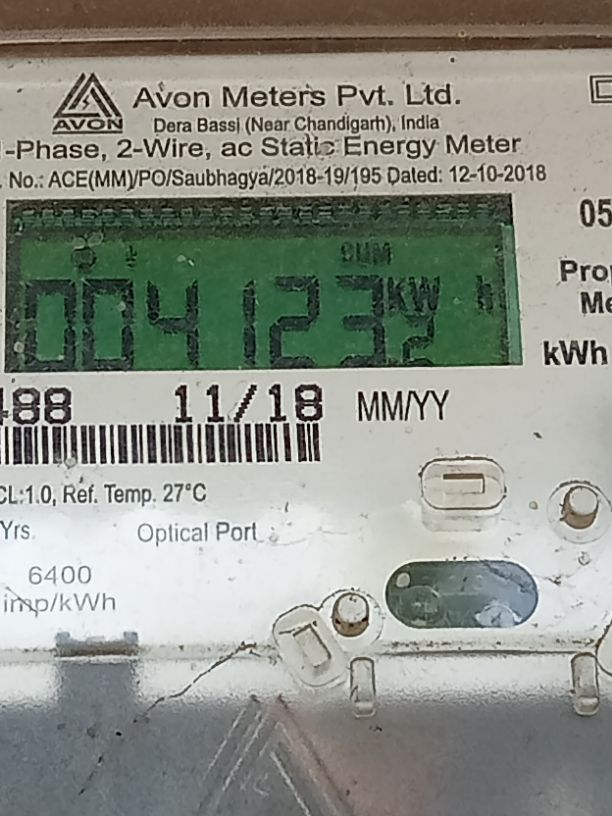 Avon Meters Pvt. Ltd.
AVON
Dera Bassi (Near Chandigarh), India
-Phase, 2-Wire, ac Static Energy Meter
. No.: ACE(MM)/PO/Saubhagya/2018-19/195 Dated: 12-10-2018
05
CUM
004123.2 KW h
Pro
Me
kWh
488 11/18 MM/YY
CL:1.0, Ref. Temp. 27°C
Yrs. Optical Port
6400
imp/kWh